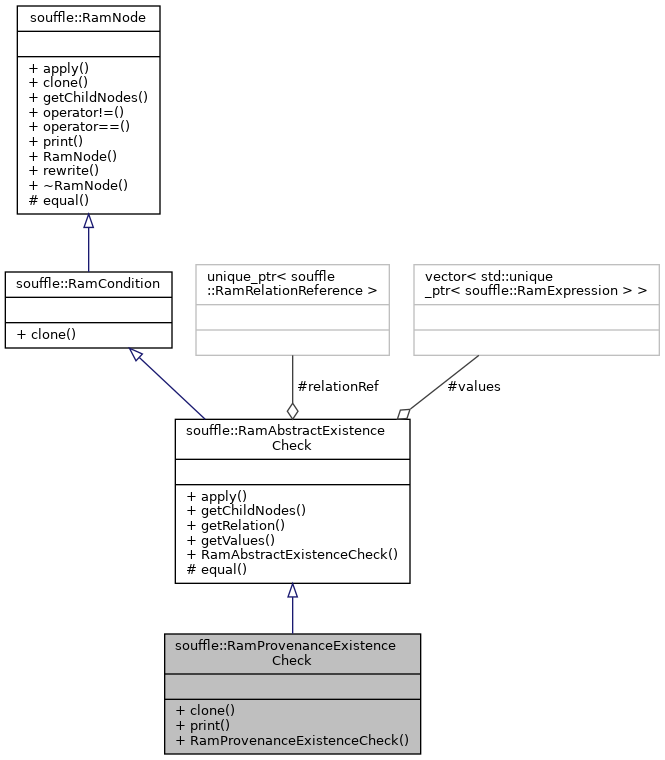 souffle::RamNode
+ apply()
+ clone()
+ getChildNodes()
+ operator!=()
+ operator==()
+ print()
+ RamNode()
+ rewrite()
+ ~RamNode()
# equal()
souffle::RamCondition
+ clone()
unique_ptr< souffle
::RamRelationReference >
vector< std::unique
_ptr< souffle::RamExpression > >
#relationRef
#values
souffle::RamAbstractExistence
Check
+ apply()
+ getChildNodes()
+ getRelation()
+ getValues()
+ RamAbstractExistenceCheck()
# equal()
souffle::RamProvenanceExistence
Check
+ clone()
+ print()
+ RamProvenanceExistenceCheck()